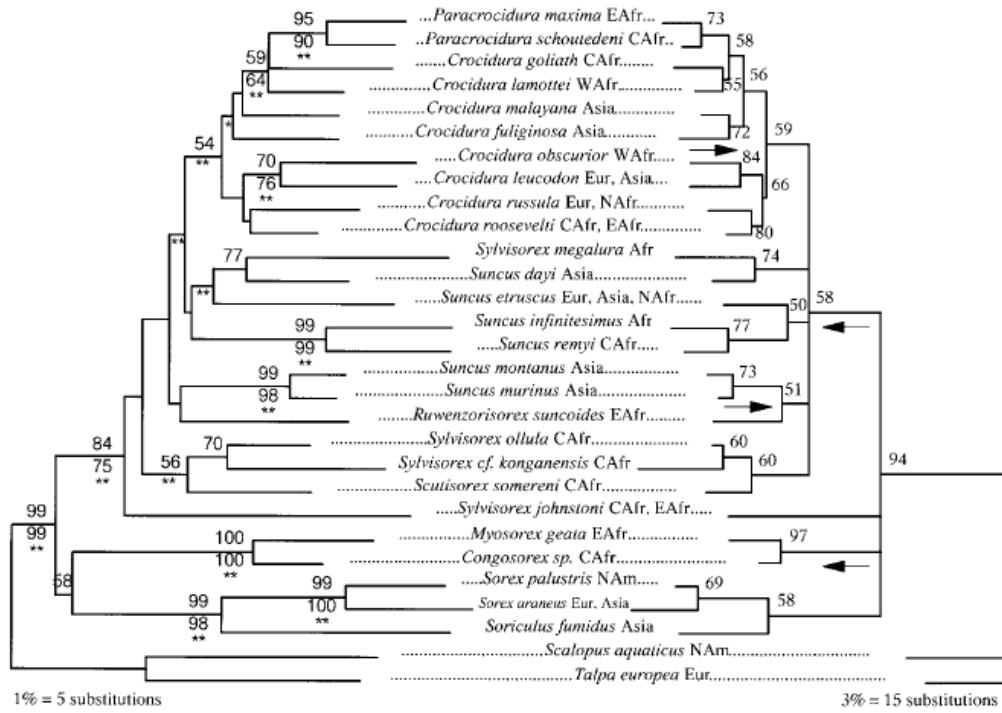 95 ...Paracrocidura maxima EAfr... 73
90 ...Paracrocidura schoutedeni CAfr.. 58
**
59 Crocidura goliath CAfr........ 56
64 Crocidura lamottei WAfr. 55
**
Crocidura malayana Asia 59
* Crocidura fuliginosa Asia 72
54 Crocidura obscurior WAfr..... 84
**
70 Crocidura leucodon Eur, Asia.... 66
76 Crocidura russula Eur, NAfr
**
Crocidura roosevelti CAfr, EAfr 80
** Sylvisorex megalura Afr 74
77 Suncus dayi Asia
** Suncus etruscus Eur, Asia, NAfr...... 50 58
99 Suncus infinitesimus Afr 77
99 .....Suncus remyi CAfr.....
**
99 Suncus montanus Asia 73
98 Suncus murinus Asia 51
**
Ruwenzorisorex suncoides EAfr
84 70 Sylvisorex ollula CAfr 60
75 56 Sylvisorex cf. konganensis CAfr 60 94
** **
Scutisorex somereni CAfr
99 .....Sylvisorex johnstoni CAfr, EAfr.....
99 100 Myosorex geata EAfr 97
**
100 Congosorex sp. CAfr
**
58 99 .....Sorex palustris NAm..... 69
99 100 Sorex araneus Eur, Asia 58
98 ** Soriculus fumidus Asia
**
Scalopus aquaticus NAm
Talpa europea Eur
1% = 5 substitutions 3% = 15 substitutions